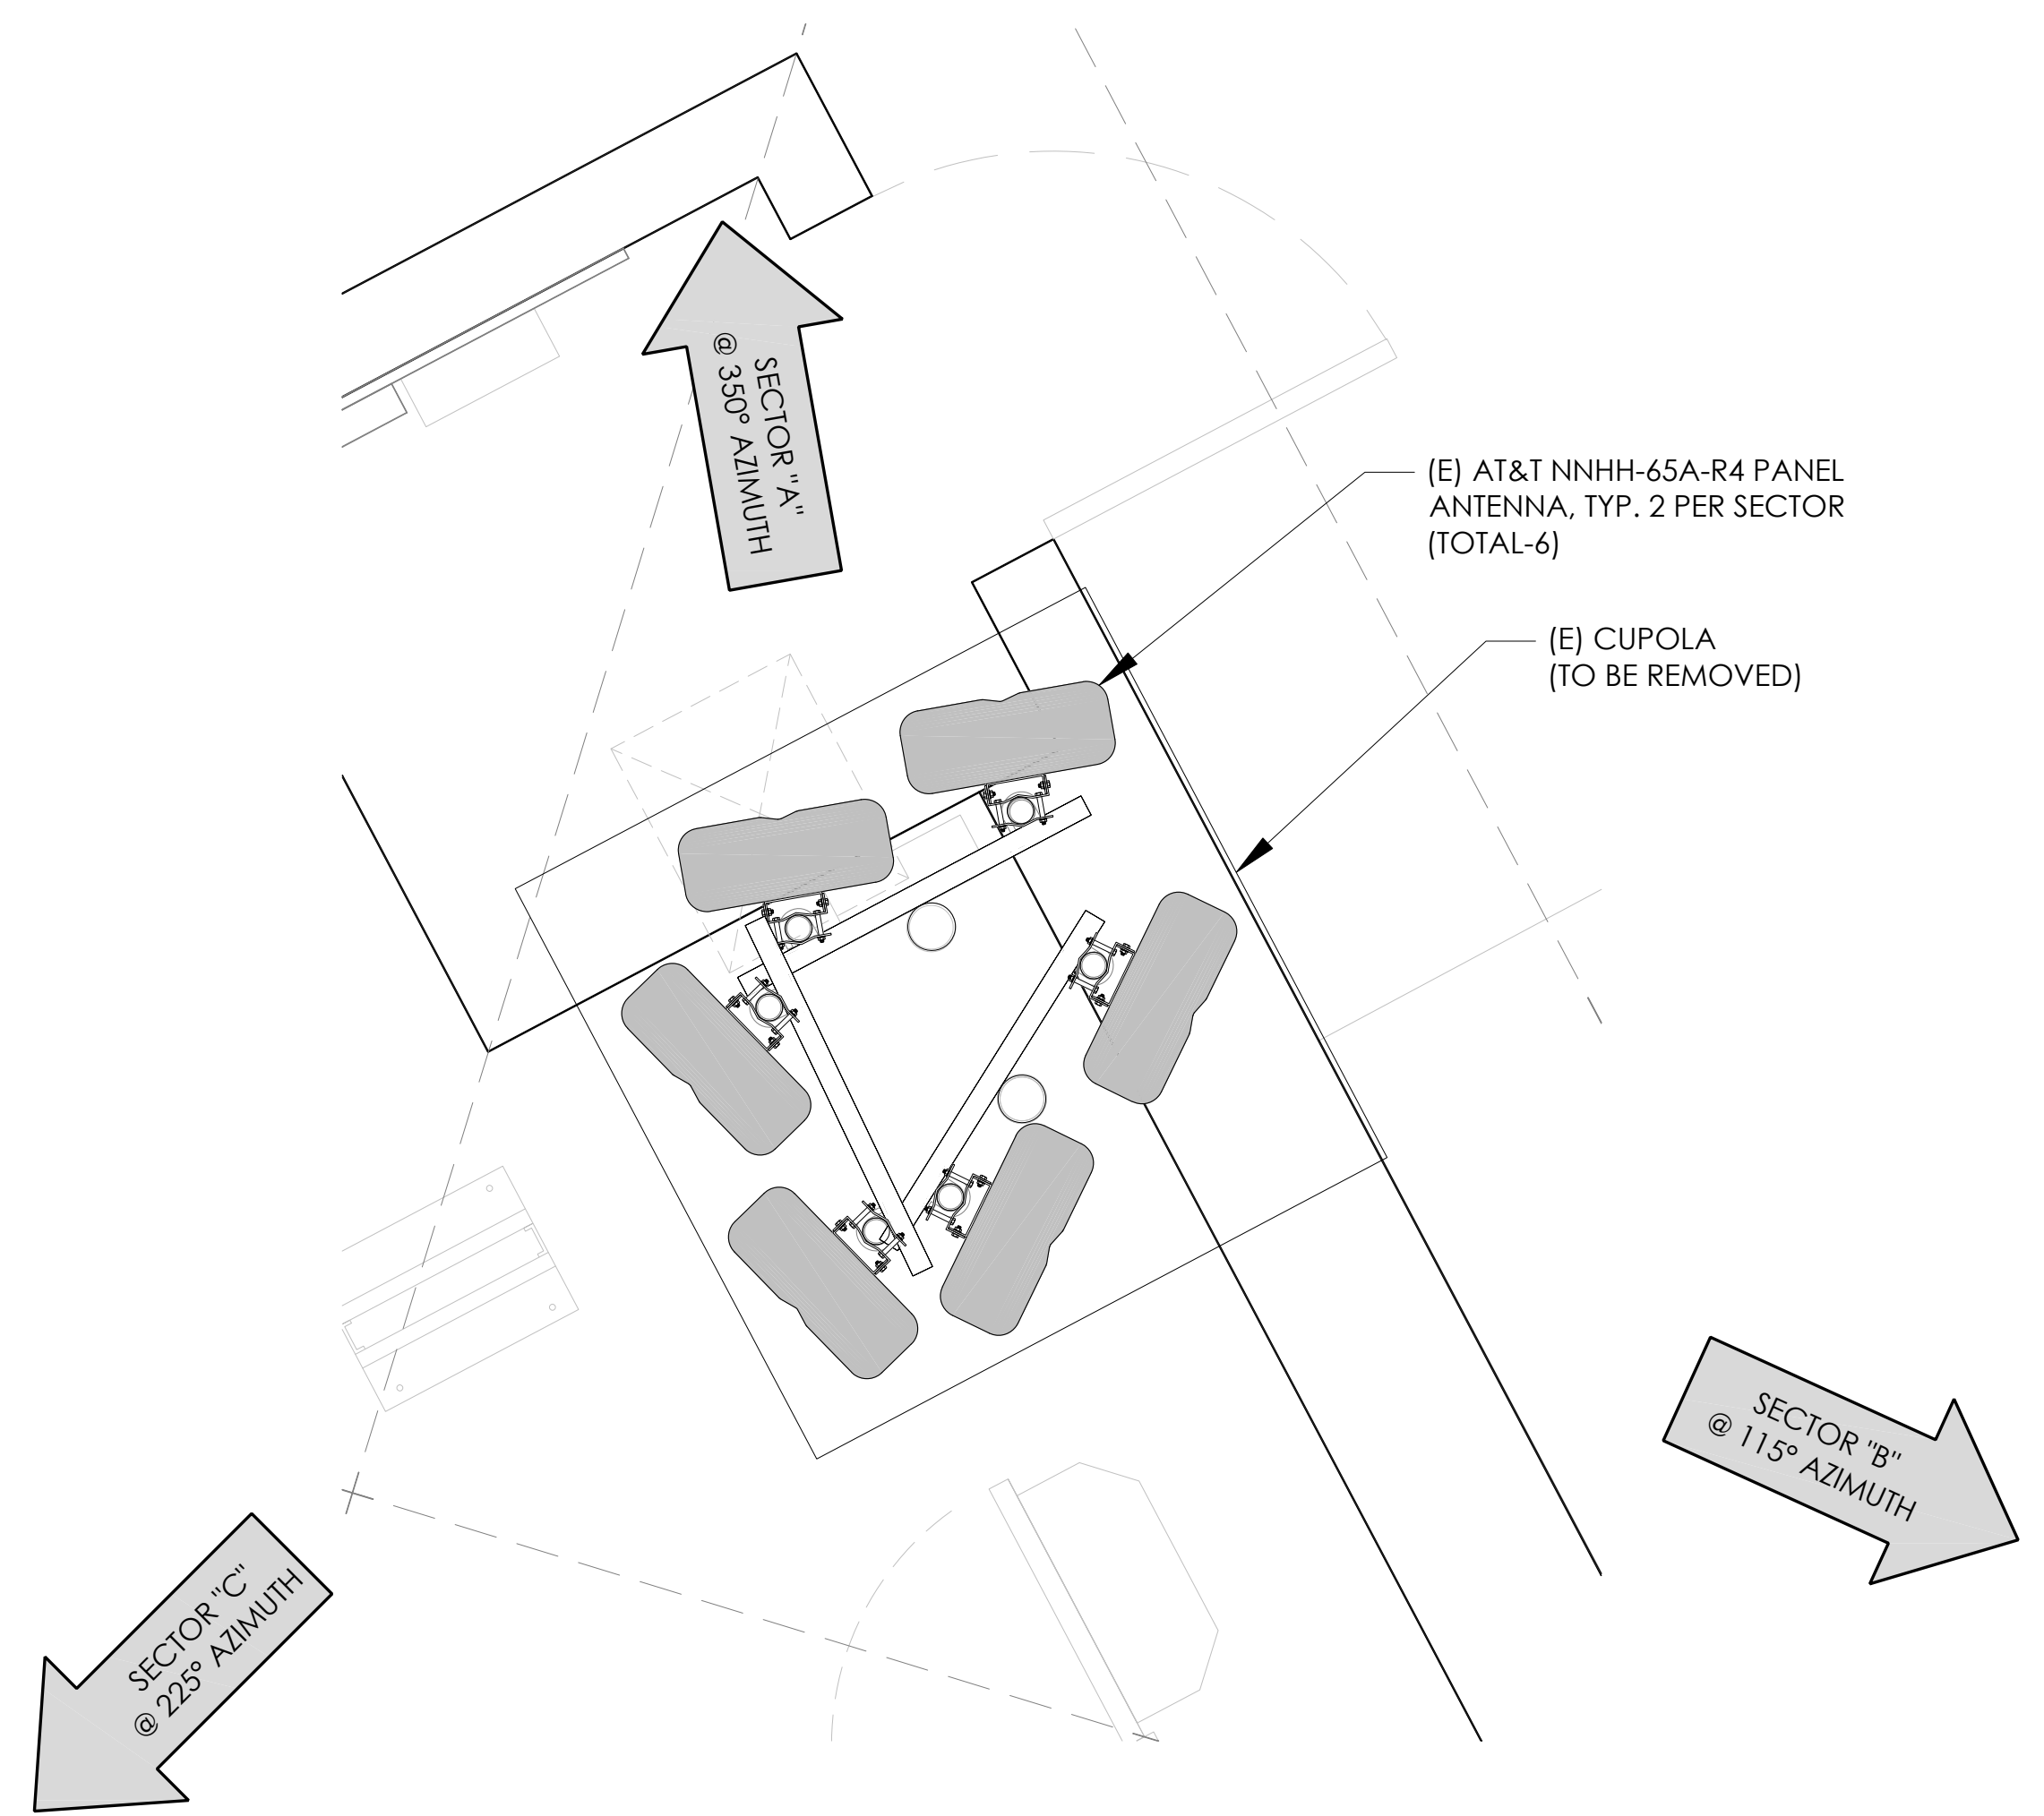 SECTOR "A"
@ 350° AZIMUTH
(E) AT&T NNHH-65A-R4 PANEL
ANTENNA, TYP. 2 PER SECTOR
(TOTAL-6)
(E) CUPOLA
(TO BE REMOVED)
SECTOR "B"
@ 115° AZIMUTH
SECTOR "C"
@ 225° AZIMUTH